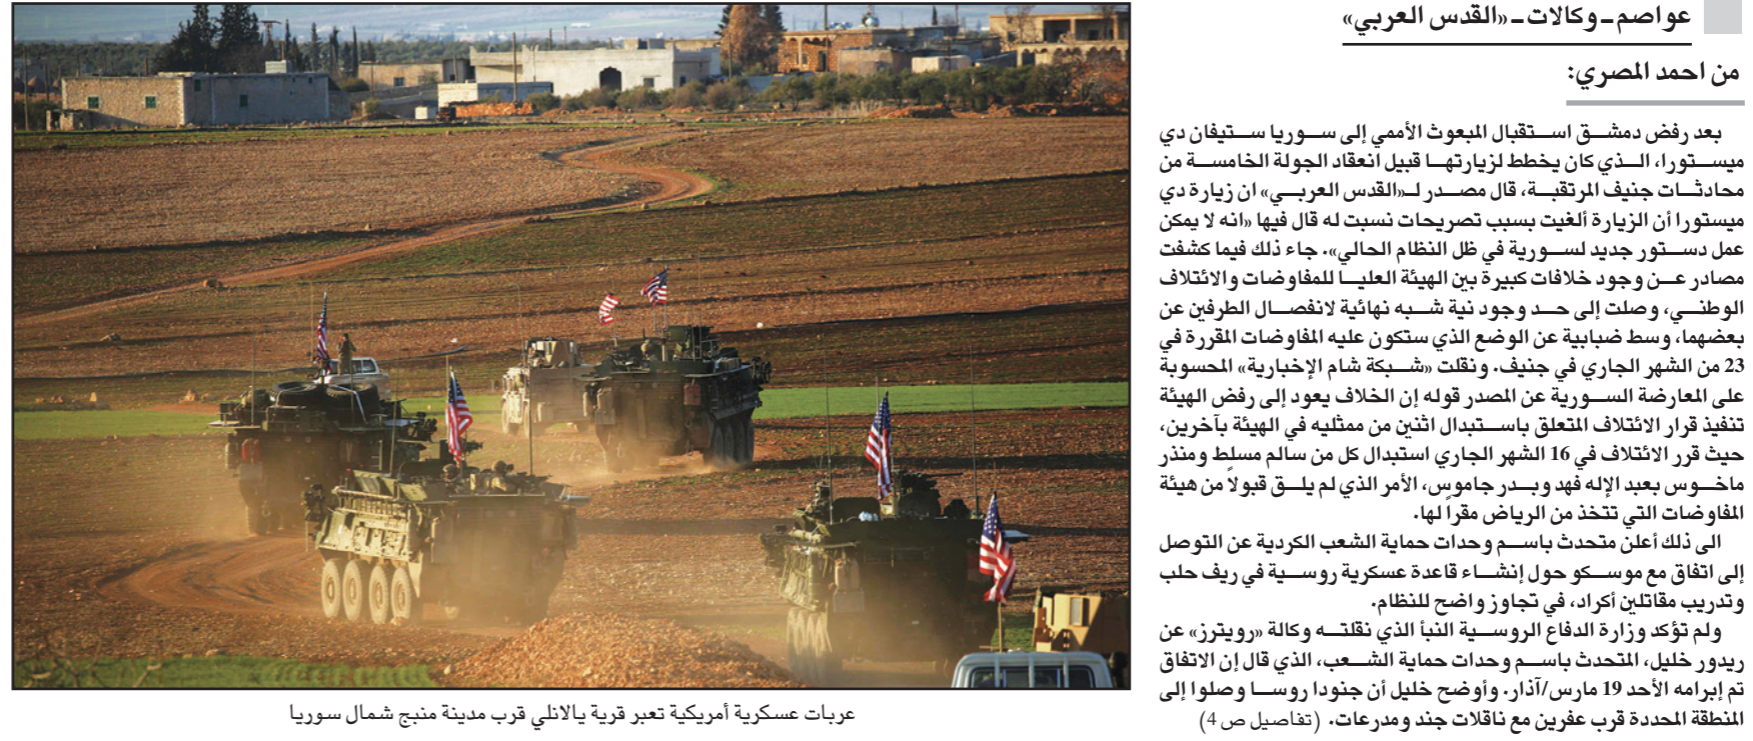 عواصم ـ وكالات ـ «القدس العربي»
من احمد المصري:
بعد رفض دمشق استقبال المبعوث الأممي إلى سوريا ستيفان دي
ميستورا، الذي كان يخطط لزيارتها قبيل انعقاد الجولة الخامسة من
محادثات جنيف المرتقبة، قال مصدر لـ«القدس العربي» ان زيارة دي
ميستورا أن الزيارة ألغيت بسبب تصريحات نسبت له قال فيها «انه لا يمكن
عمل دستور جديد لسورية في ظل النظام الحالي». جاء ذلك فيما كشفت
مصادر عن وجود خلافات كبيرة بين الهيئة العليا للمفاوضات والائتلاف
الوطني، وصلت إلى حد وجود نية شبه نهائية لانفصال الطرفين عن
بعضهما، وسط ضبابية عن الوضع الذي ستكون عليه المفاوضات المقررة في
23 من الشهر الجاري في جنيف. ونقلت «شبكة شام الإخبارية» المحسوبة
على المعارضة السورية عن المصدر قوله إن الخلاف يعود إلى رفض الهيئة
تنفيذ قرار الائتلاف المتعلق باستبدال اثنين من ممثليه في الهيئة بآخرين،
حيث قرر الائتلاف في 16 الشهر الجاري استبدال كل من سالم مسلط ومنذر
ماخوس بعبد الإله فهد وبدر جاموس، الأمر الذي لم يلق قبولاً من هيئة
المفاوضات التي تتخذ من الرياض مقراً لها.
الى ذلك أعلن متحدث باسم وحدات حماية الشعب الكردية عن التوصل
إلى اتفاق مع موسكو حول إنشاء قاعدة عسكرية روسية في ريف حلب
وتدريب مقاتلين أكراد، في تجاوز واضح للنظام.
ولم تؤكد وزارة الدفاع الروسية النبأ الذي نقلته وكالة «رويترز» عن
ريدور خليل، المتحدث باسم وحدات حماية الشعب، الذي قال إن الاتفاق
تم إبرامه الأحد 19 مارس/آذار. وأوضح خليل أن جنودا روسا وصلوا إلى
المنطقة المحددة قرب عفرين مع ناقلات جند ومدرعات. (تفاصيل ص 4)
عربات عسكرية أمريكية تعبر قرية يالانلي قرب مدينة منبج شمال سوريا